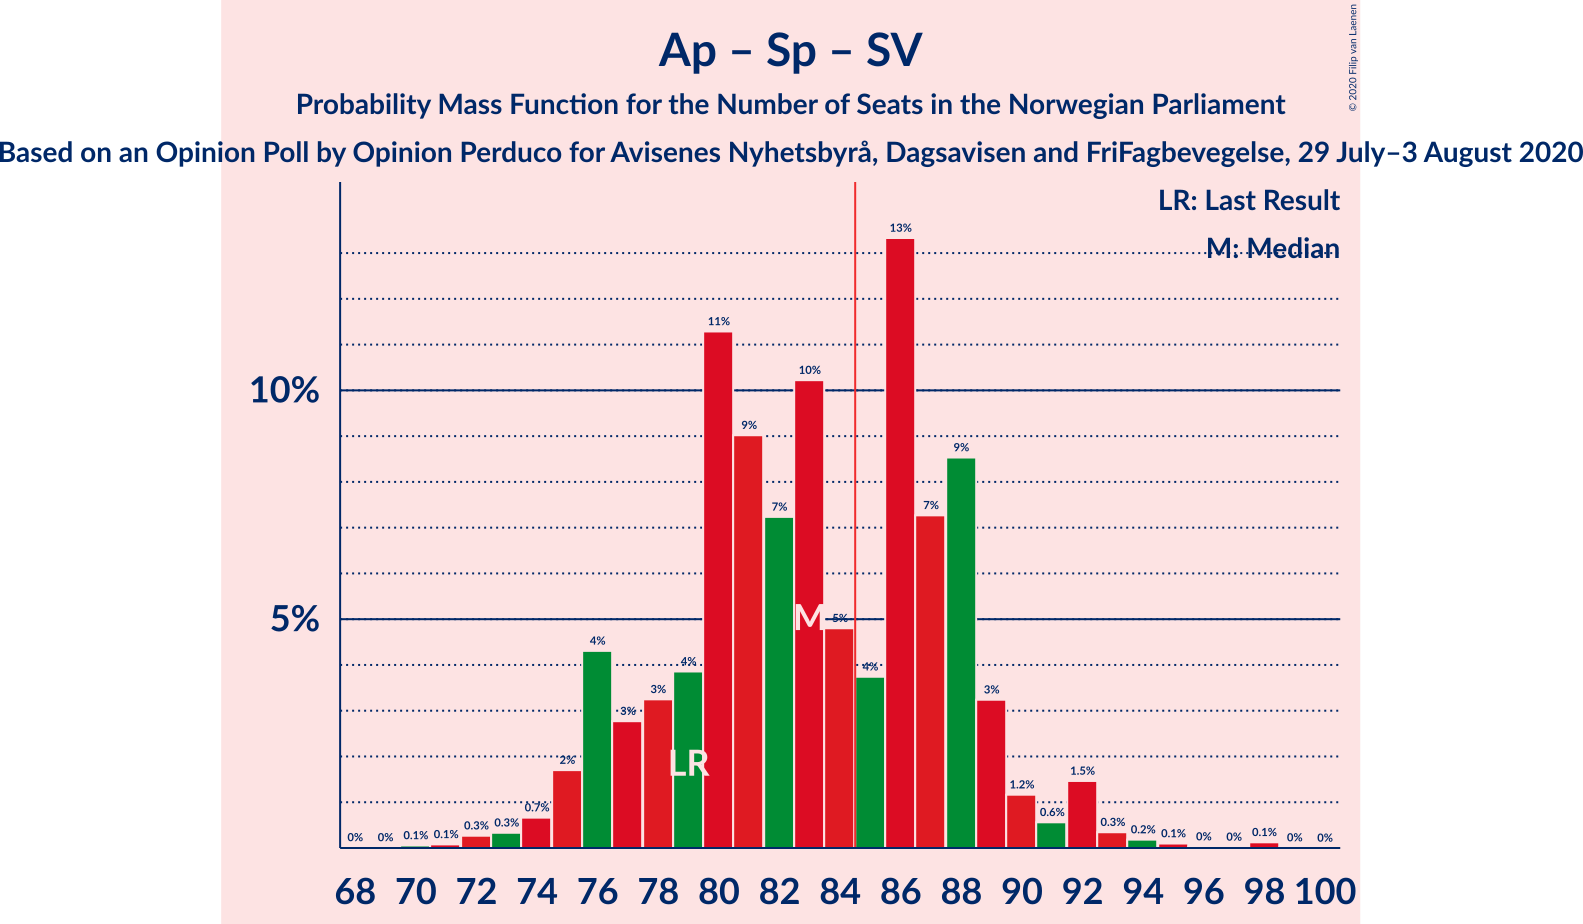 Ap – Sp – SV
Probability Mass Function for the Number of Seats in the Norwegian Parliament
Based on an Opinion Poll by Opinion Perduco for Avisenes Nyhetsbyrå, Dagsavisen and FriFagbevegelse, 29 July–3 August 2020
© 2020 Filip van Laenen
LR: Last Result
M: Median
10%
5%
0% 0% 0.1% 0.1% 0.3% 0.3% 0.7% 2% 4% 3% 3% 4% 11% 9% 7% 10% 5% 4% 13% 7% 9% 3% 1.2% 0.6% 1.5% 0.3% 0.2% 0.1% 0% 0% 0.1% 0% 0%
LR
M
68 70 72 74 76 78 80 82 84 86 88 90 92 94 96 98 100